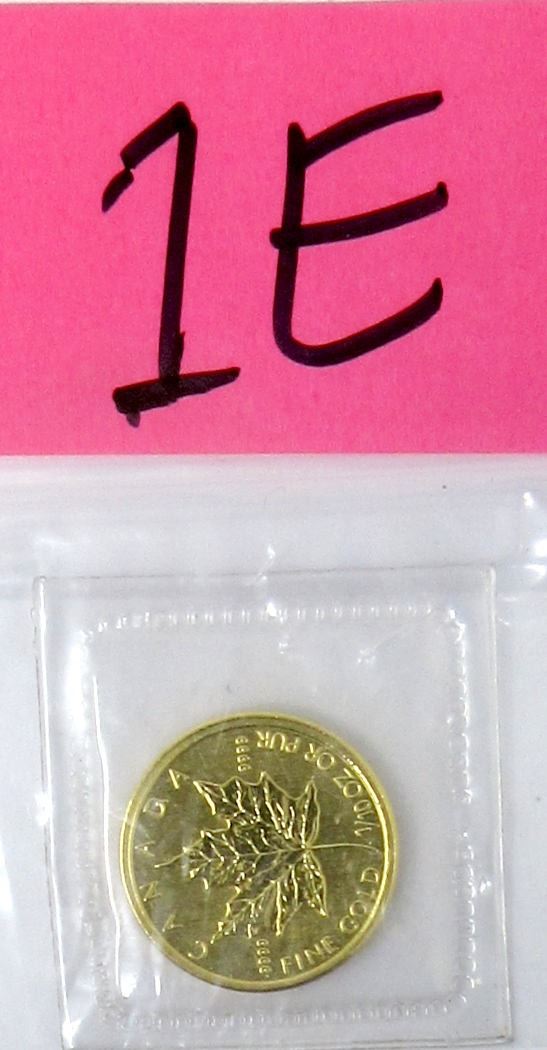 1E
CANADA
9999
9999
FINE GOLD 1/10 OZ OR PUR